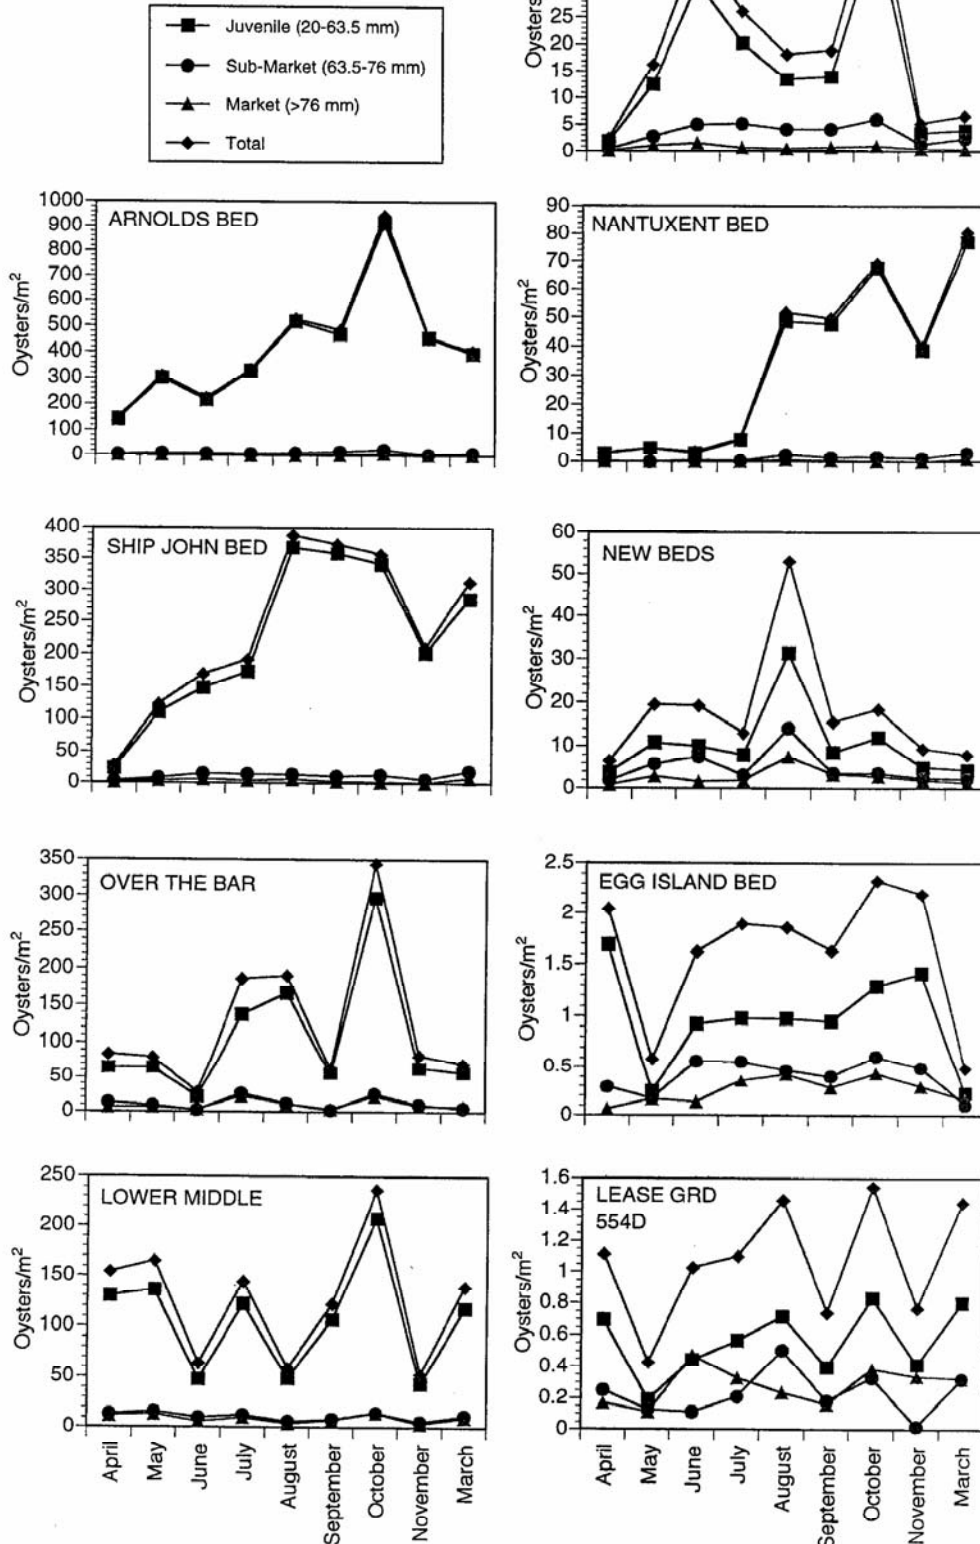 Juvenile (20-63.5 mm)
Sub-Market (63.5-76 mm)
Market (>76 mm)
Total
Oysters
25
20
15
10
5
0
ARNOLDS BED
Oysters/m²
1000
900
800
700
600
500
400
300
200
100
0
NANTUXENT BED
Oysters/m²
90
80
70
60
50
40
30
20
10
0
SHIP JOHN BED
Oysters/m²
400
350
300
250
200
150
100
50
0
NEW BEDS
Oysters/m²
60
50
40
30
20
10
0
OVER THE BAR
Oysters/m²
350
300
250
200
150
100
50
0
EGG ISLAND BED
Oysters/m²
2.5
2
1.5
1
0.5
0
LOWER MIDDLE
Oysters/m²
250
200
150
100
50
0
April
May
June
July
August
September
October
November
March
LEASE GRD
554D
Oysters/m²
1.6
1.4
1.2
1
0.8
0.6
0.4
0.2
0
April
May
June
July
August
September
October
November
March